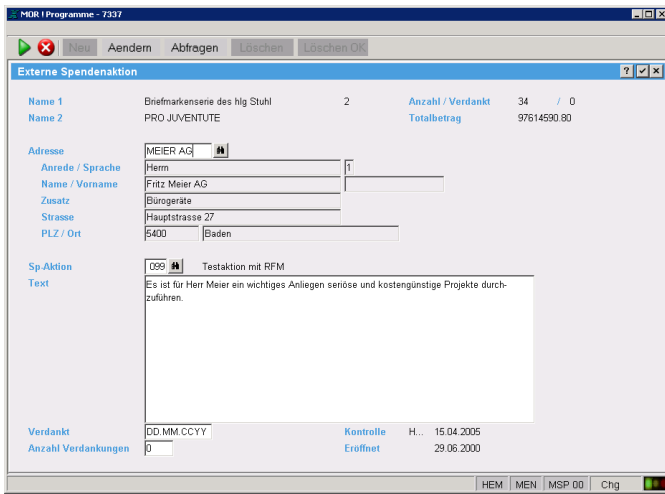 MOR ! Programme - 7337
Neu Aendern Abfragen Löschen Löschen OK
Externe Spendenaktion ?
Name 1 Briefmarkenserie des hlg Stuhl 2 Anzahl / Verdankt 34 / 0
Name 2 PRO JUVENTUTE Totalbetrag 97614590.80
Adresse MEIER AG
Anrede / Sprache Herrn 1
Name / Vorname Fritz Meier AG
Zusatz Bürogeräte
Strasse Hauptstrasse 27
PLZ / Ort 5400 Baden
Sp-Aktion 099 Testaktion mit RFM
Text Es ist für Herr Meier ein wichtiges Anliegen seriöse und kostengünstige Projekte durch-
zuführen.
Verdankt DD.MM.CCYY Kontrolle H... 15.04.2005
Anzahl Verdankungen 0 Eröffnet 29.06.2000
HEM MEN MSP 00 Chg